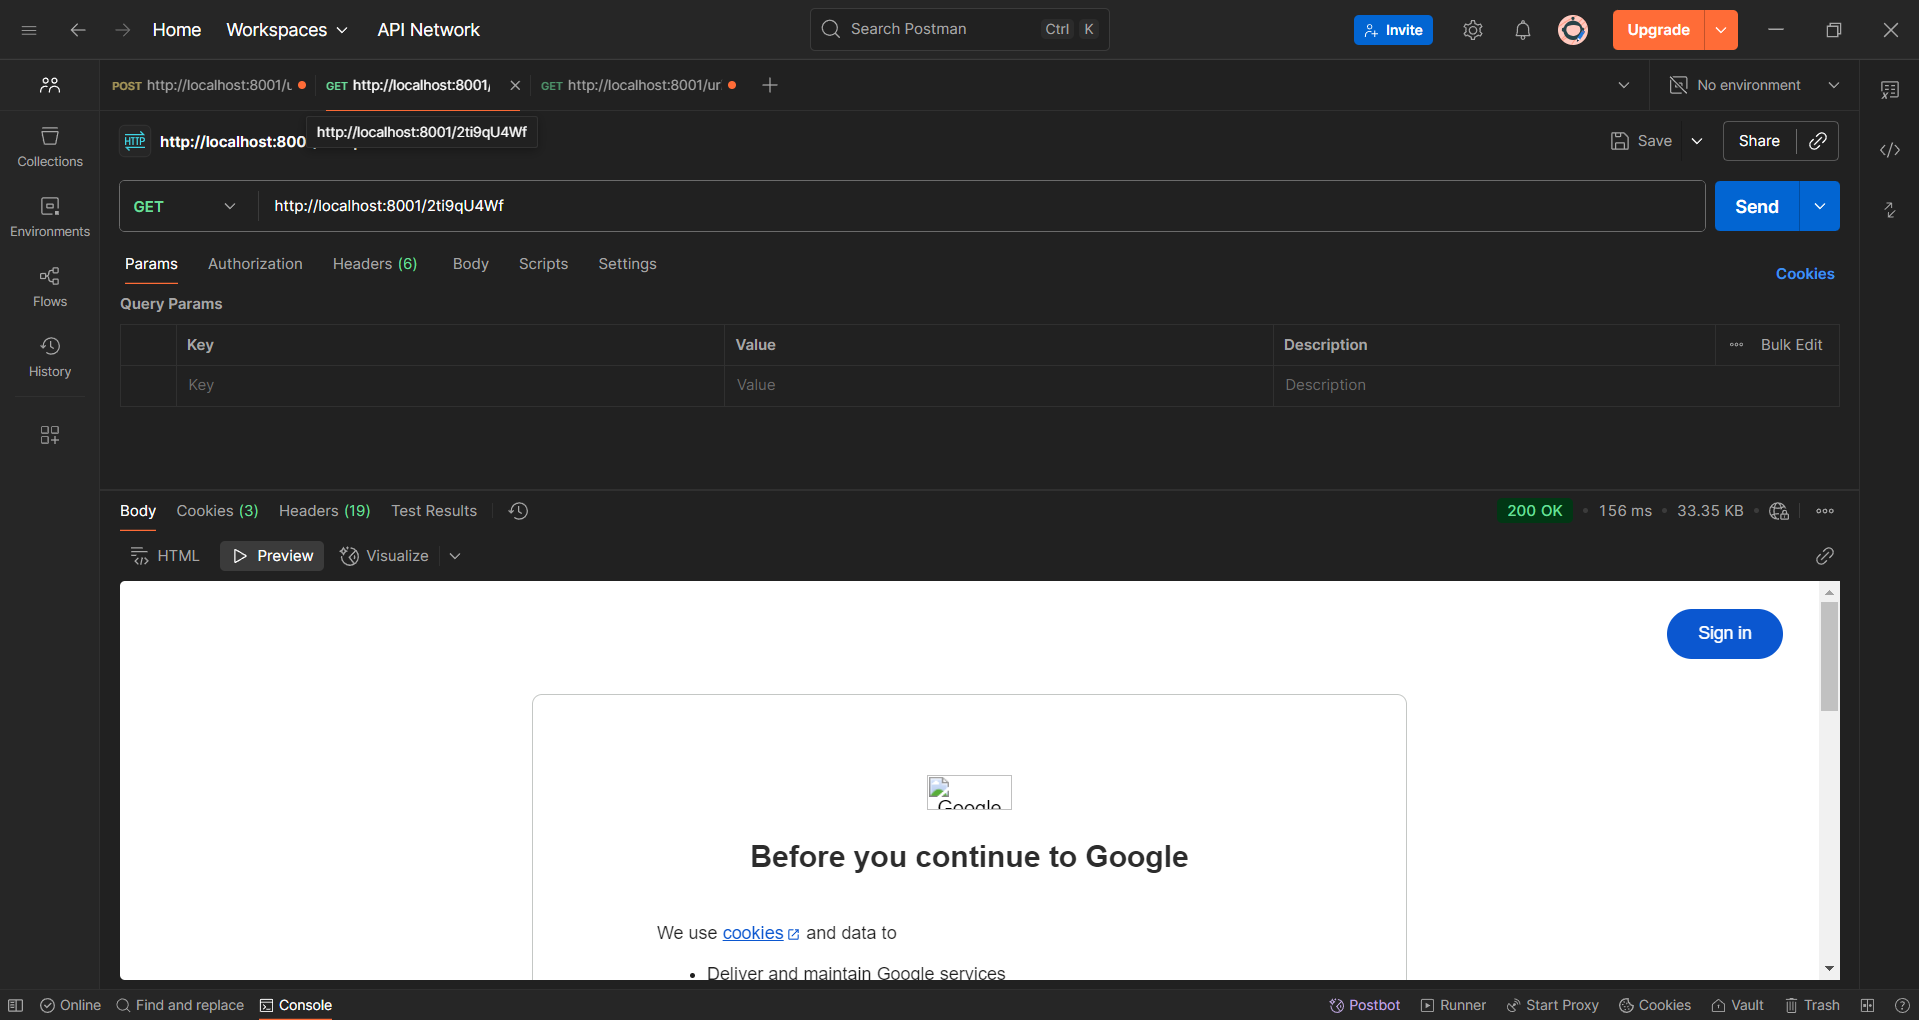 Home Workspaces API Network Search Postman Ctrl K Invite Upgrade
POST http://localhost:8001/u GET http://localhost:8001/ GET http://localhost:8001/ur No environment
http://localhost:8001/2ti9qU4Wf
HTTP http://localhost:800 Save Share
GET http://localhost:8001/2ti9qU4Wf Send
Collections
Environments
Flows
History
Params Authorization Headers (6) Body Scripts Settings Cookies
Query Params
Key Value Description Bulk Edit
Key Value Description
Body Cookies (3) Headers (19) Test Results 200 OK 156 ms 33.35 KB
HTML Preview Visualize
Sign in
Google
Before you continue to Google
We use cookies and data to
• Deliver and maintain Google services
Online Find and replace Console Postbot Runner Start Proxy Cookies Vault Trash